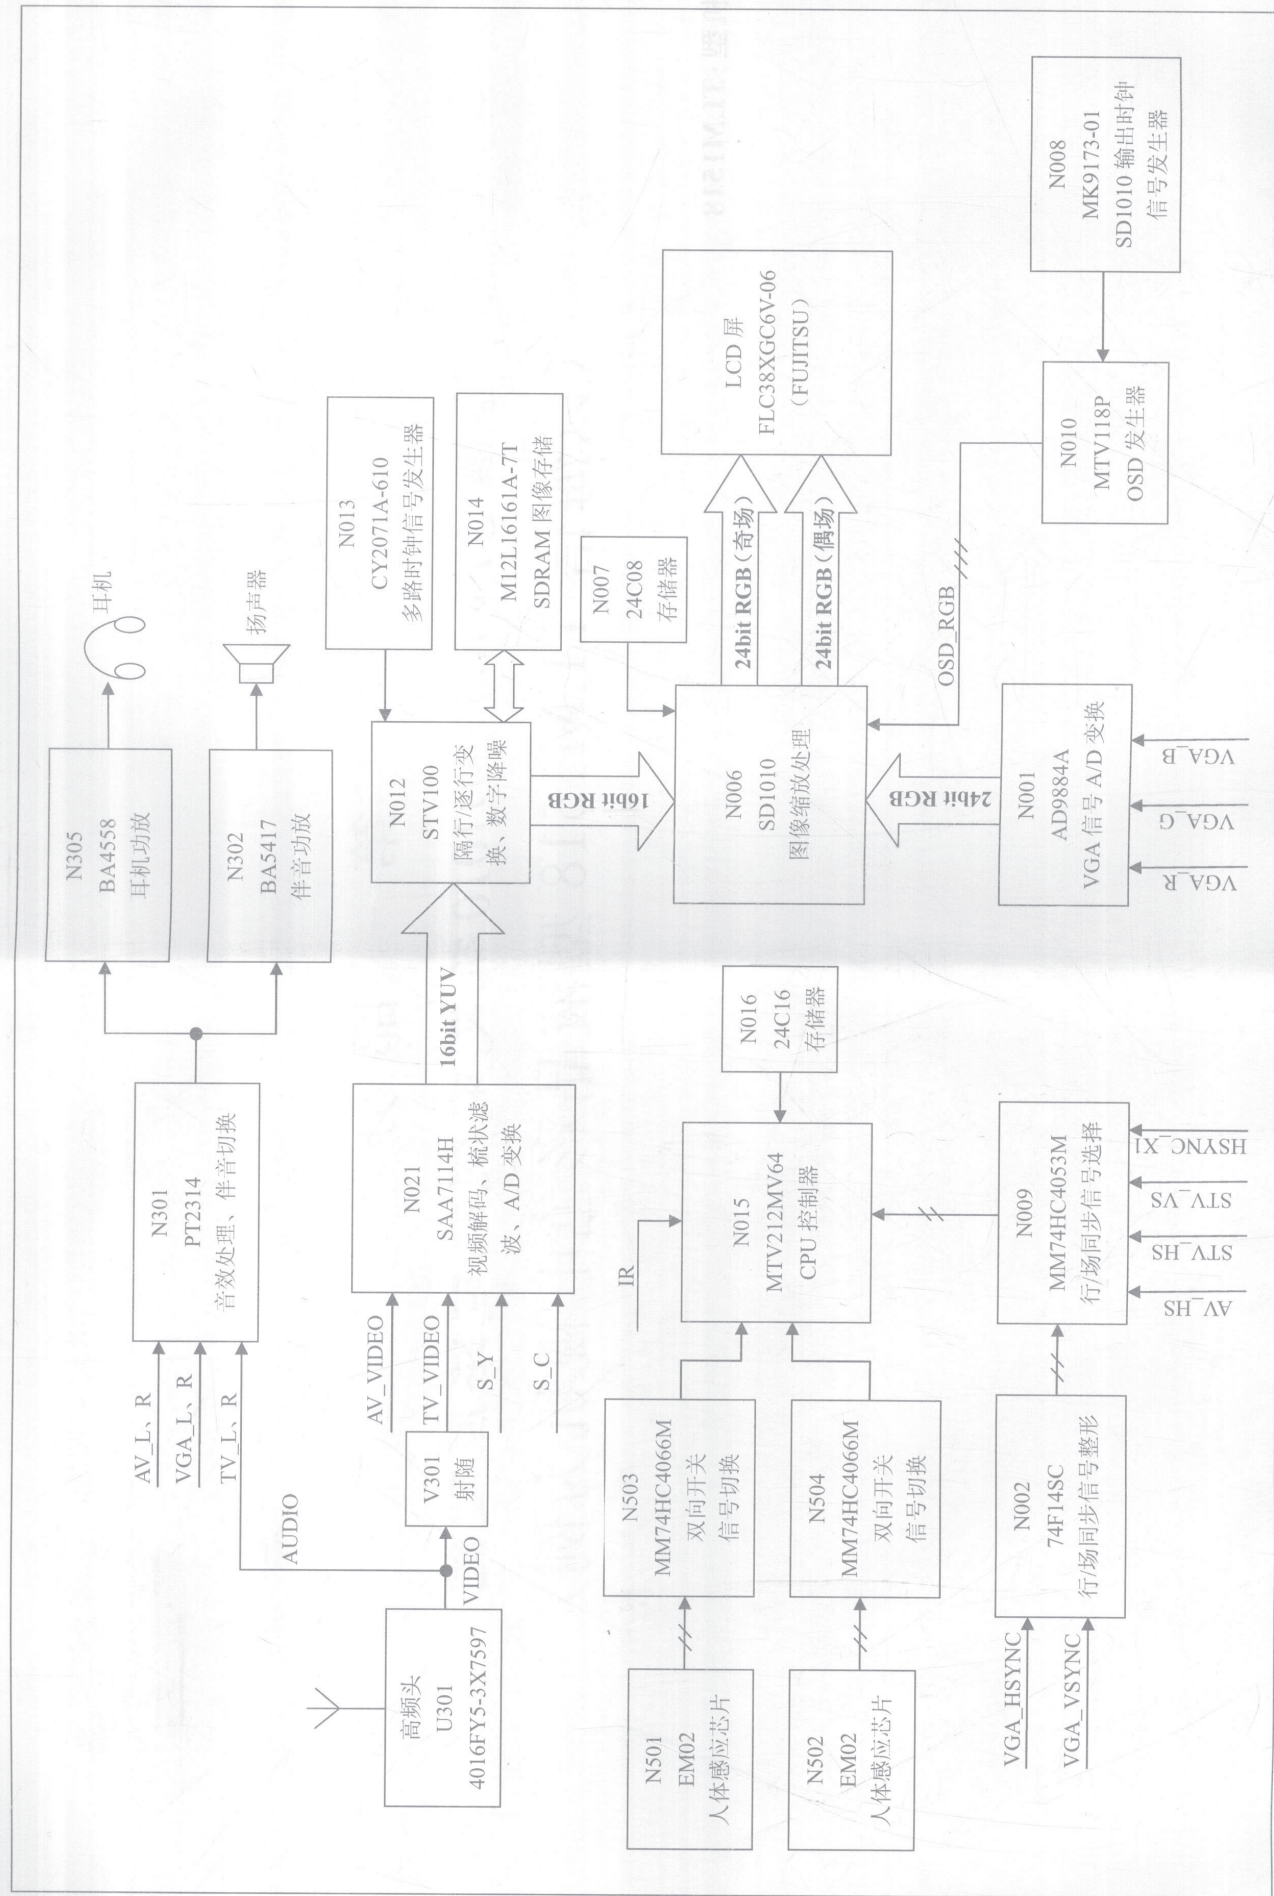 高频头
U301
4016FY5-3X7597
VIDEO
AUDIO
V301
射随
AV_L、R
VGA_L、R
TV_L、R
N301
PT2314
音效处理、伴音切换
N305
BA4558
耳机功放
耳机
N302
BA5417
伴音功放
扬声器
AV_VIDEO
TV_VIDEO
S_Y
S_C
N021
SAA7114H
视频解码、梳状滤
波、A/D 变换
16bit YUV
N012
STV100
隔行/逐行变
换、数字降噪
N013
CY2071A-610
多路时钟信号发生器
N014
M12L16161A-7T
SDRAM 图像存储
16bit RGB
N007
24C08
存储器
N006
SD1010
图像缩放处理
24bit RGB（奇场）
24bit RGB（偶场）
LCD 屏
FLC38XGC6V-06
（FUJITSU）
N501
EM02
人体感应芯片
N503
MM74HC4066M
双向开关
信号切换
N502
EM02
人体感应芯片
N504
MM74HC4066M
双向开关
信号切换
IR
N015
MTV212MV64
CPU 控制器
N016
24C16
存储器
VGA_HSYNC
VGA_VSYNC
N002
74F14SC
行/场同步信号整形
N009
MM74HC4053M
行/场同步信号选择
AV_HS
STV_HS
STV_VS
HSYNC_X1
24bit RGB
N001
AD9884A
VGA 信号 A/D 变换
VGA_R
VGA_G
VGA_B
OSD_RGB
N010
MTV118P
OSD 发生器
N008
MK9173-01
SD1010 输出时钟
信号发生器